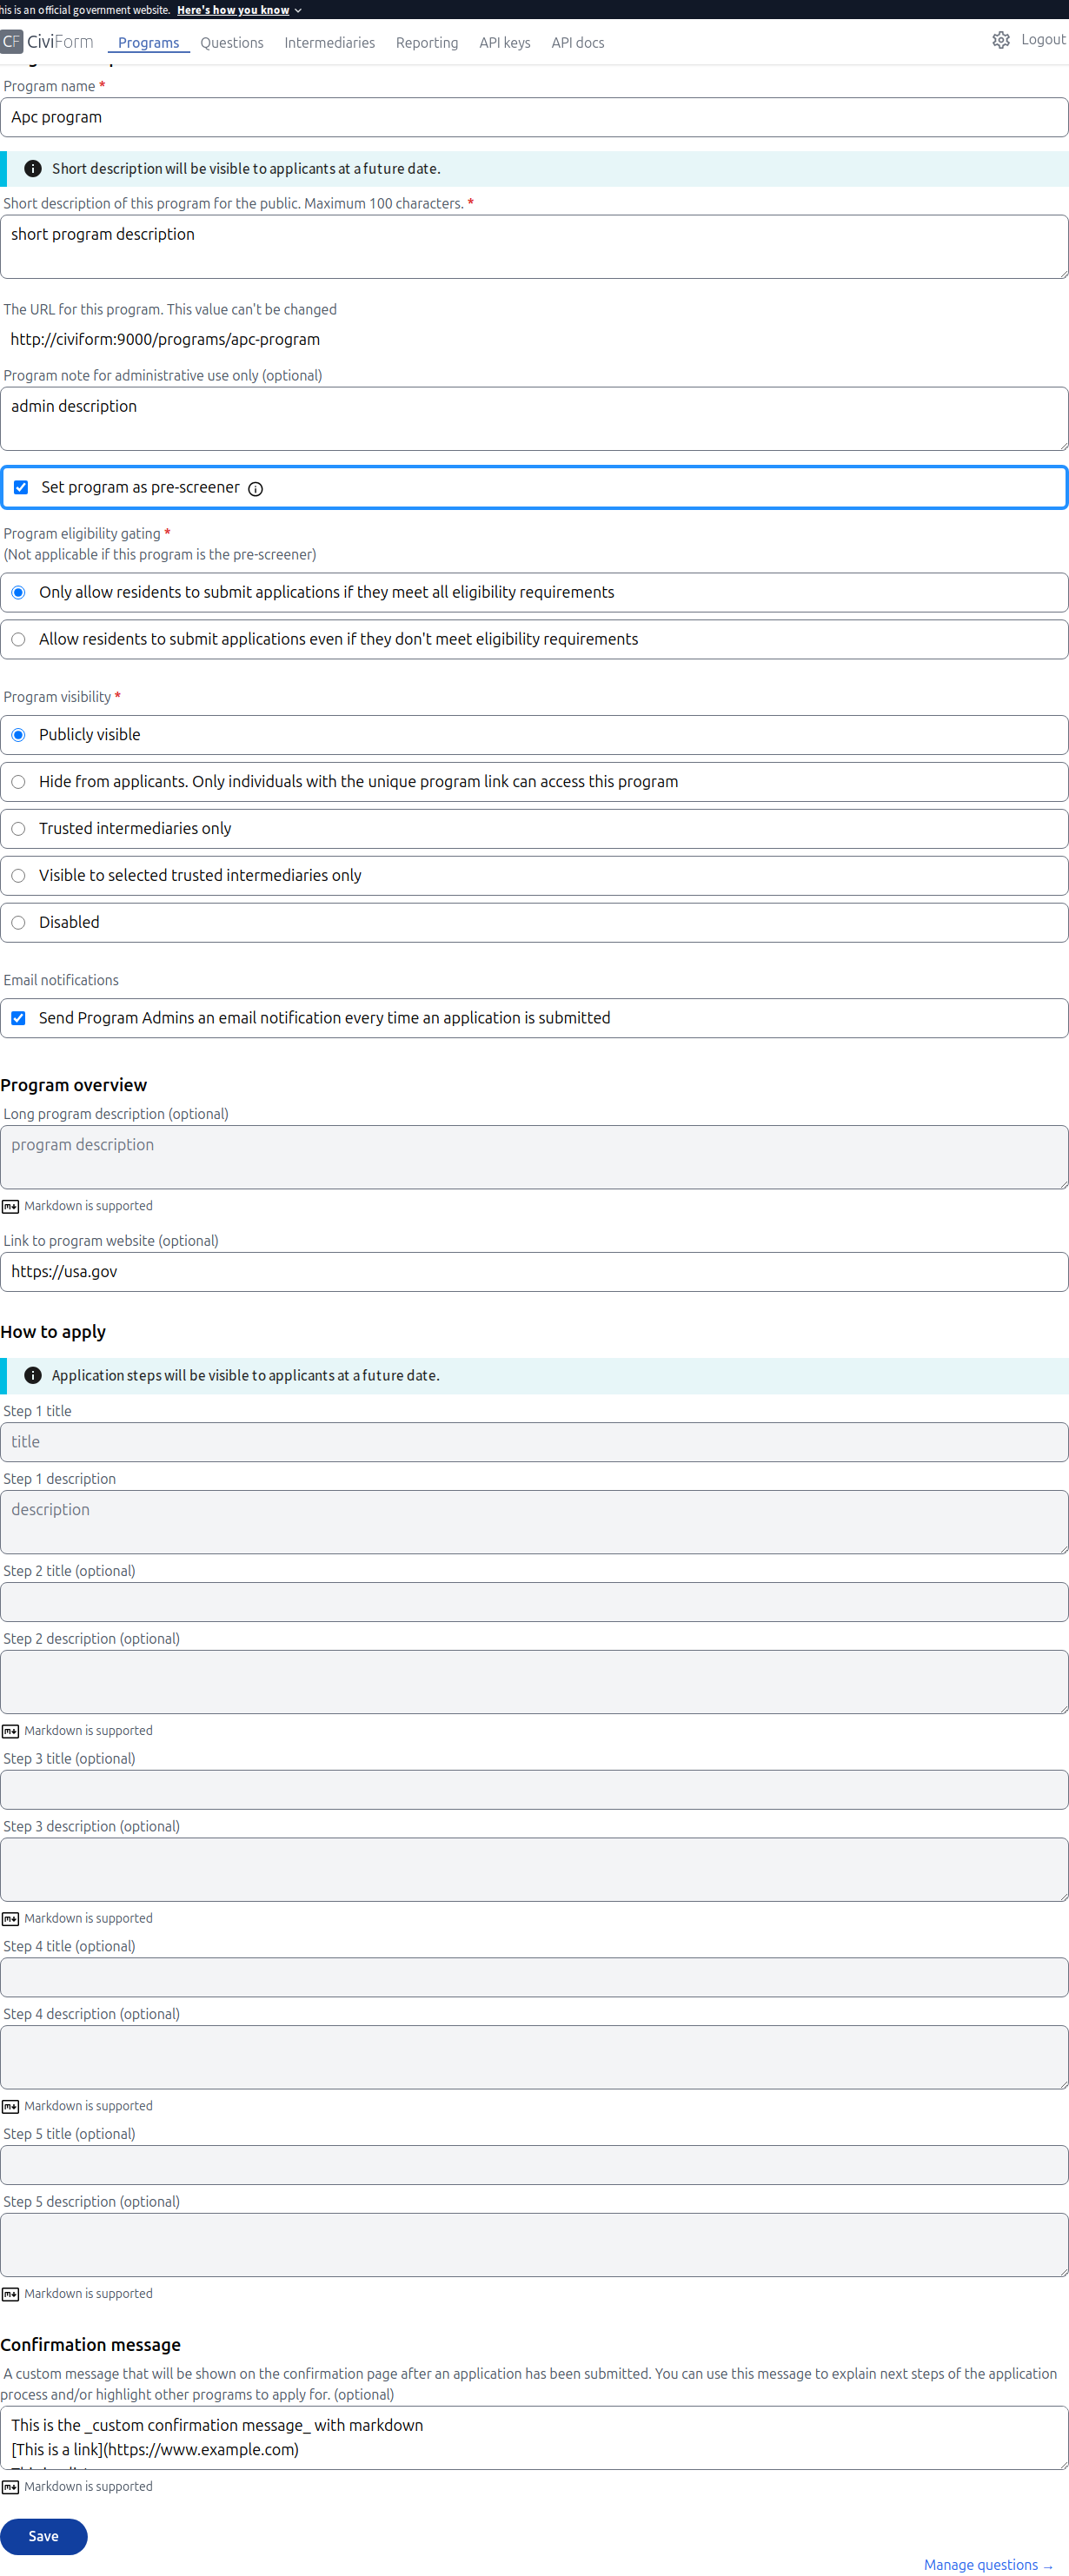 his is an official government website. Here's how you know
CF CiviForm Programs Questions Intermediaries Reporting API keys API docs Logout
Program name *
Apc program
Short description will be visible to applicants at a future date.
Short description of this program for the public. Maximum 100 characters. *
short program description
The URL for this program. This value can't be changed
http://civiform:9000/programs/apc-program
Program note for administrative use only (optional)
admin description
Set program as pre-screener
Program eligibility gating *
(Not applicable if this program is the pre-screener)
Only allow residents to submit applications if they meet all eligibility requirements
Allow residents to submit applications even if they don't meet eligibility requirements
Program visibility *
Publicly visible
Hide from applicants. Only individuals with the unique program link can access this program
Trusted intermediaries only
Visible to selected trusted intermediaries only
Disabled
Email notifications
Send Program Admins an email notification every time an application is submitted
Program overview
Long program description (optional)
program description
Markdown is supported
Link to program website (optional)
https://usa.gov
How to apply
Application steps will be visible to applicants at a future date.
Step 1 title
title
Step 1 description
description
Step 2 title (optional)
Step 2 description (optional)
Markdown is supported
Step 3 title (optional)
Step 3 description (optional)
Markdown is supported
Step 4 title (optional)
Step 4 description (optional)
Markdown is supported
Step 5 title (optional)
Step 5 description (optional)
Markdown is supported
Confirmation message
A custom message that will be shown on the confirmation page after an application has been submitted. You can use this message to explain next steps of the application
process and/or highlight other programs to apply for. (optional)
This is the _custom confirmation message_ with markdown
[This is a link](https://www.example.com)
Markdown is supported
Save
Manage questions →